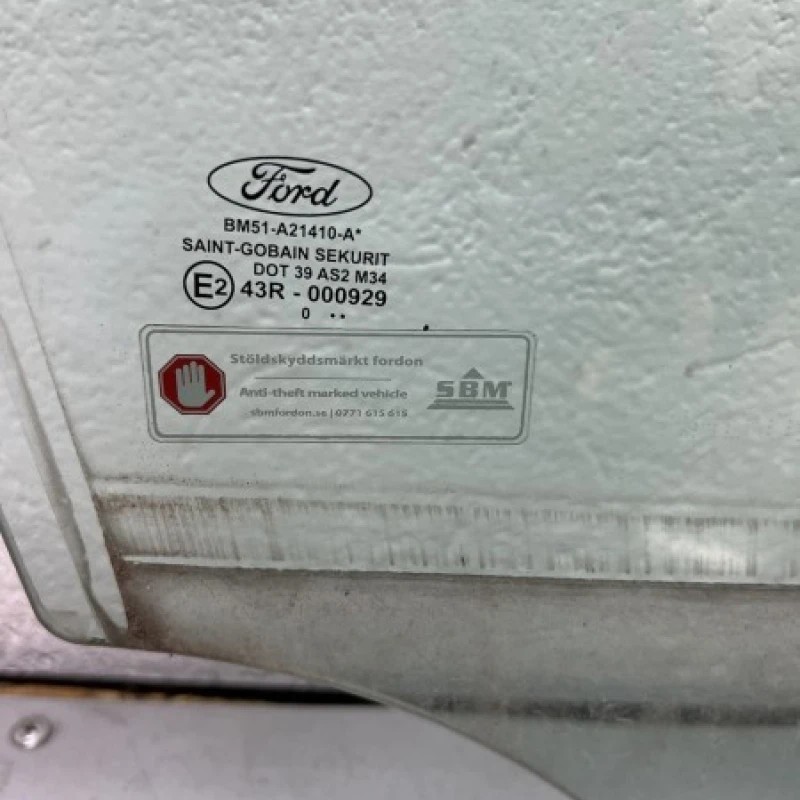 Ford
BM51-A21410-A*
SAINT-GOBAIN SEKURIT
DOT 39 AS2 M34
E2 43R - 000929
0 ..
Stöldskyddsmärkt fordon
Anti-theft marked vehicle
sbmfordon.se | 0771 615 615
SBM